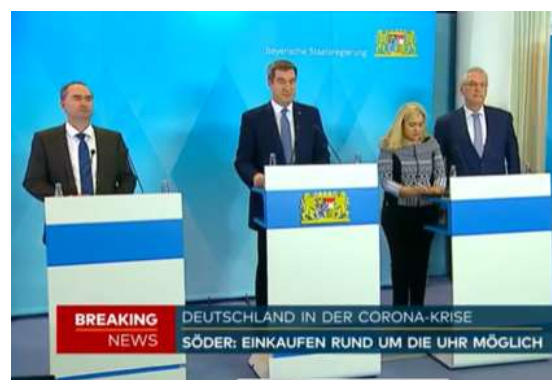 Bayerische Staatsregierung
BREAKING
NEWS
DEUTSCHLAND IN DER CORONA-KRISE
SÖDER: EINKAUFEN RUND UM DIE UHR MÖGLICH